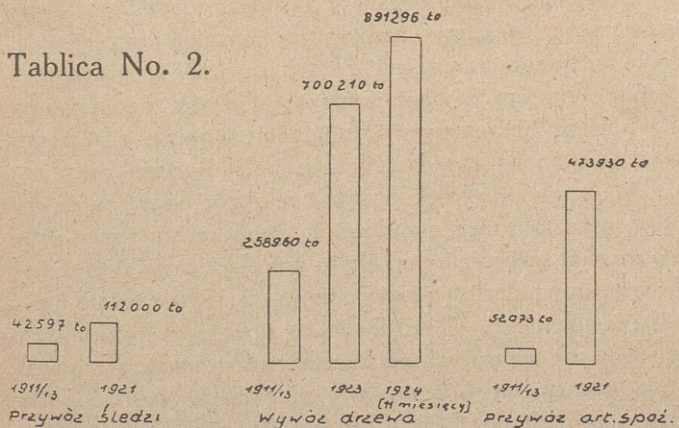 Tablica No. 2.
42597 to
112000 to
1911/13
1921
Przywóz śledzi
258960 to
700210 to
891296 to
1911/13
1923
1924
[11 miesięcy]
Wywóz drzewa
52073 to
473930 to
1911/13
1921
Przywóz art. spoż.